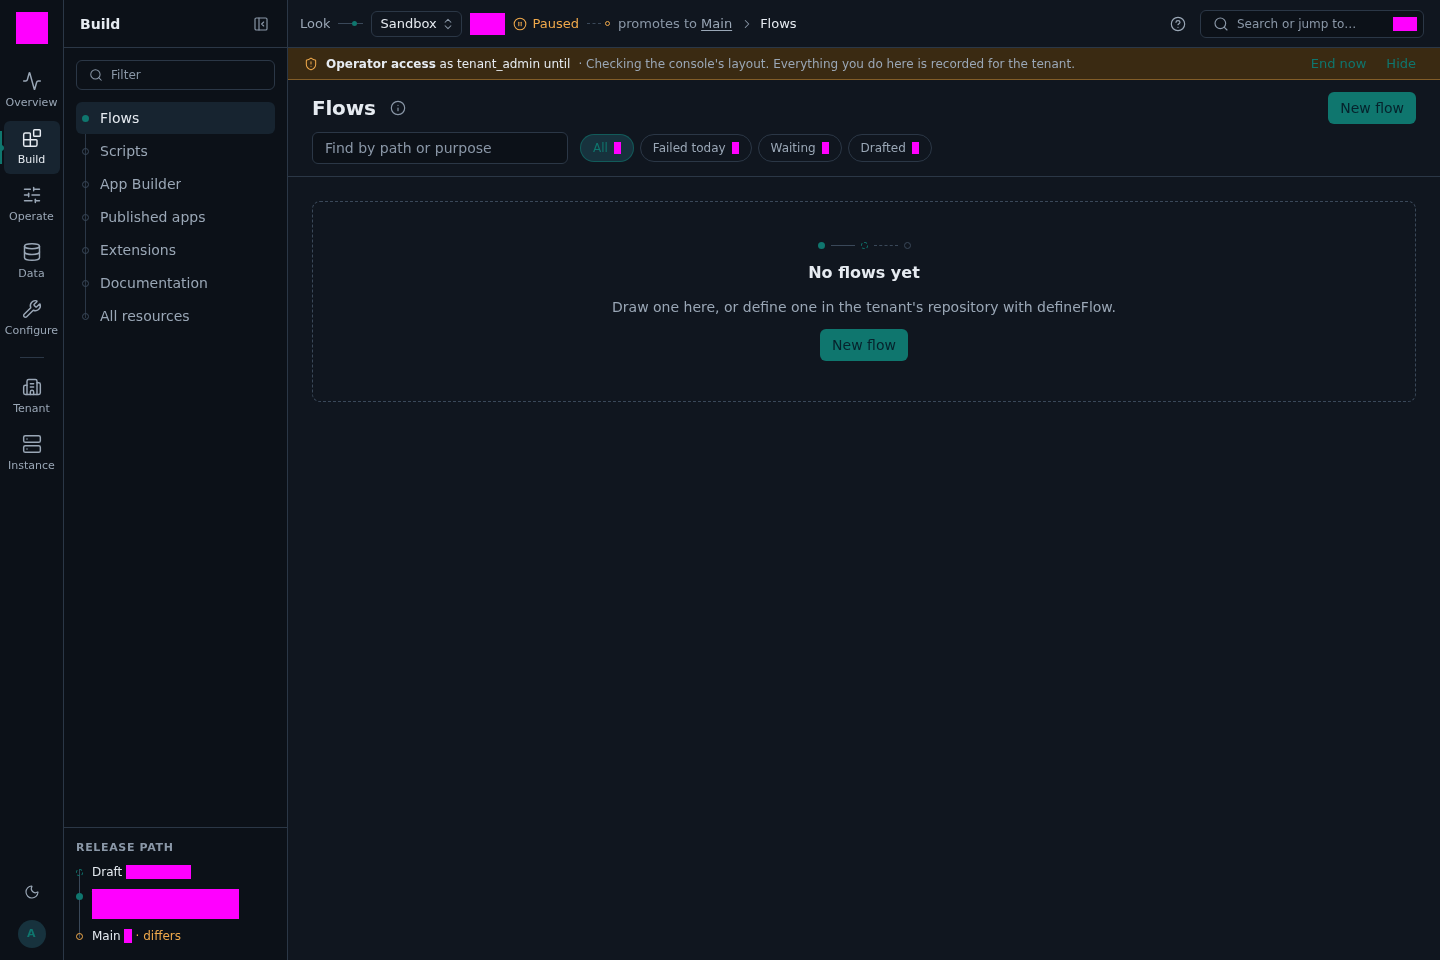 Build
Look
Sandbox
Paused
promotes to Main
Flows
Search or jump to...
Operator access as tenant_admin until · Checking the console's layout. Everything you do here is recorded for the tenant.
End now
Hide
Overview
Build
Operate
Data
Configure
Tenant
Instance
A
Filter
Flows
Scripts
App Builder
Published apps
Extensions
Documentation
All resources
RELEASE PATH
Draft
Main · differs
Flows
New flow
Find by path or purpose
All
Failed today
Waiting
Drafted
No flows yet
Draw one here, or define one in the tenant's repository with defineFlow.
New flow